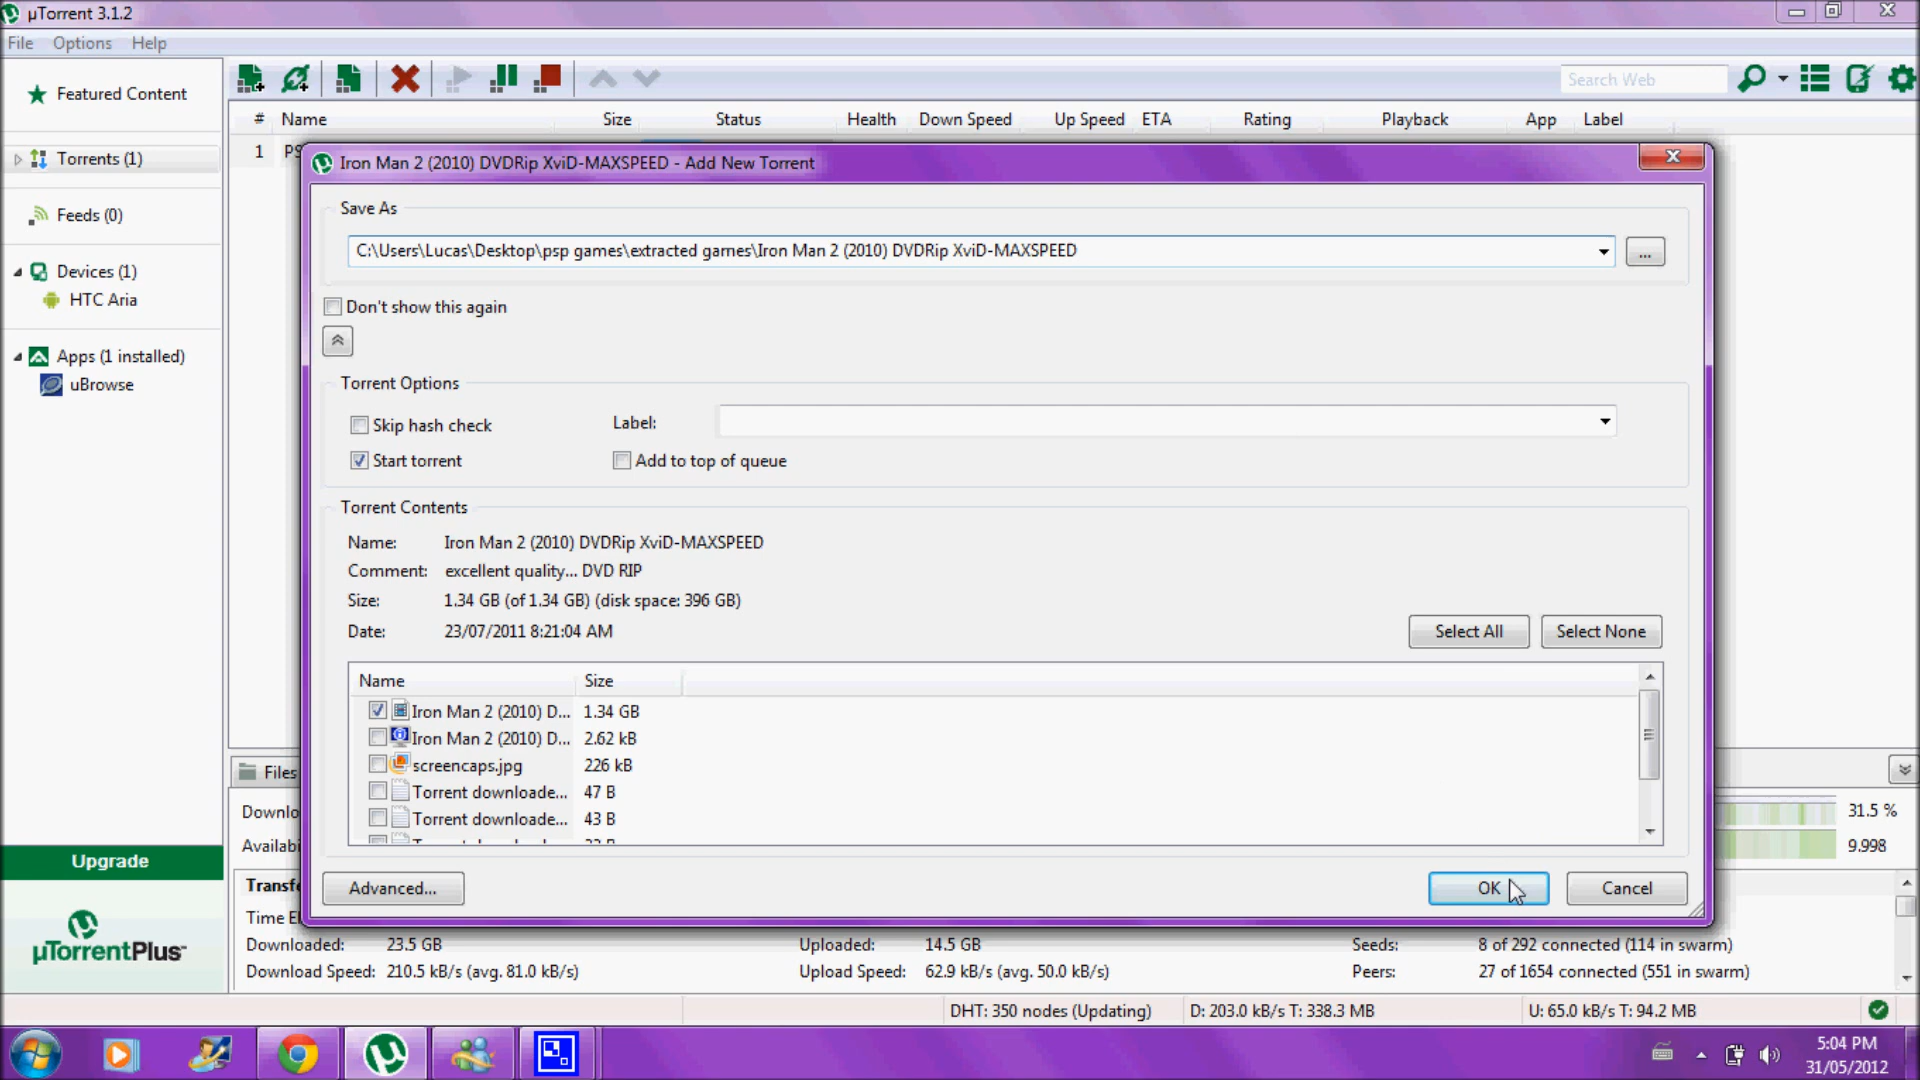 µTorrent 3.1.2
File Options Help
Featured Content
Torrents (1)
Feeds (0)
Devices (1)
HTC Aria
Apps (1 installed)
uBrowse
Upgrade
µTorrentPlus
Search Web
# Name Size Status Health Down Speed Up Speed ETA Rating Playback App Label
1 PS
Iron Man 2 (2010) DVDRip XviD-MAXSPEED - Add New Torrent
Save As
C:\Users\Lucas\Desktop\psp games\extracted games\Iron Man 2 (2010) DVDRip XviD-MAXSPEED
...
Don't show this again
Torrent Options
Skip hash check Label:
Start torrent Add to top of queue
Torrent Contents
Name: Iron Man 2 (2010) DVDRip XviD-MAXSPEED
Comment: excellent quality... DVD RIP
Size: 1.34 GB (of 1.34 GB) (disk space: 396 GB)
Date: 23/07/2011 8:21:04 AM
Select All Select None
Name Size
Iron Man 2 (2010) D... 1.34 GB
Iron Man 2 (2010) D... 2.62 kB
screencaps.jpg 226 kB
Torrent downloade... 47 B
Torrent downloade... 43 B
Advanced... OK Cancel
Files
Downlo 31.5 %
Availabi 9.998
Transfe
Time El
Downloaded: 23.5 GB Uploaded: 14.5 GB Seeds: 8 of 292 connected (114 in swarm)
Download Speed: 210.5 kB/s (avg. 81.0 kB/s) Upload Speed: 62.9 kB/s (avg. 50.0 kB/s) Peers: 27 of 1654 connected (551 in swarm)
DHT: 350 nodes (Updating) D: 203.0 kB/s T: 338.3 MB U: 65.0 kB/s T: 94.2 MB
5:04 PM
31/05/2012